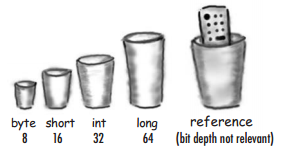 byte short int long reference
8 16 32 64 (bit depth not relevant)